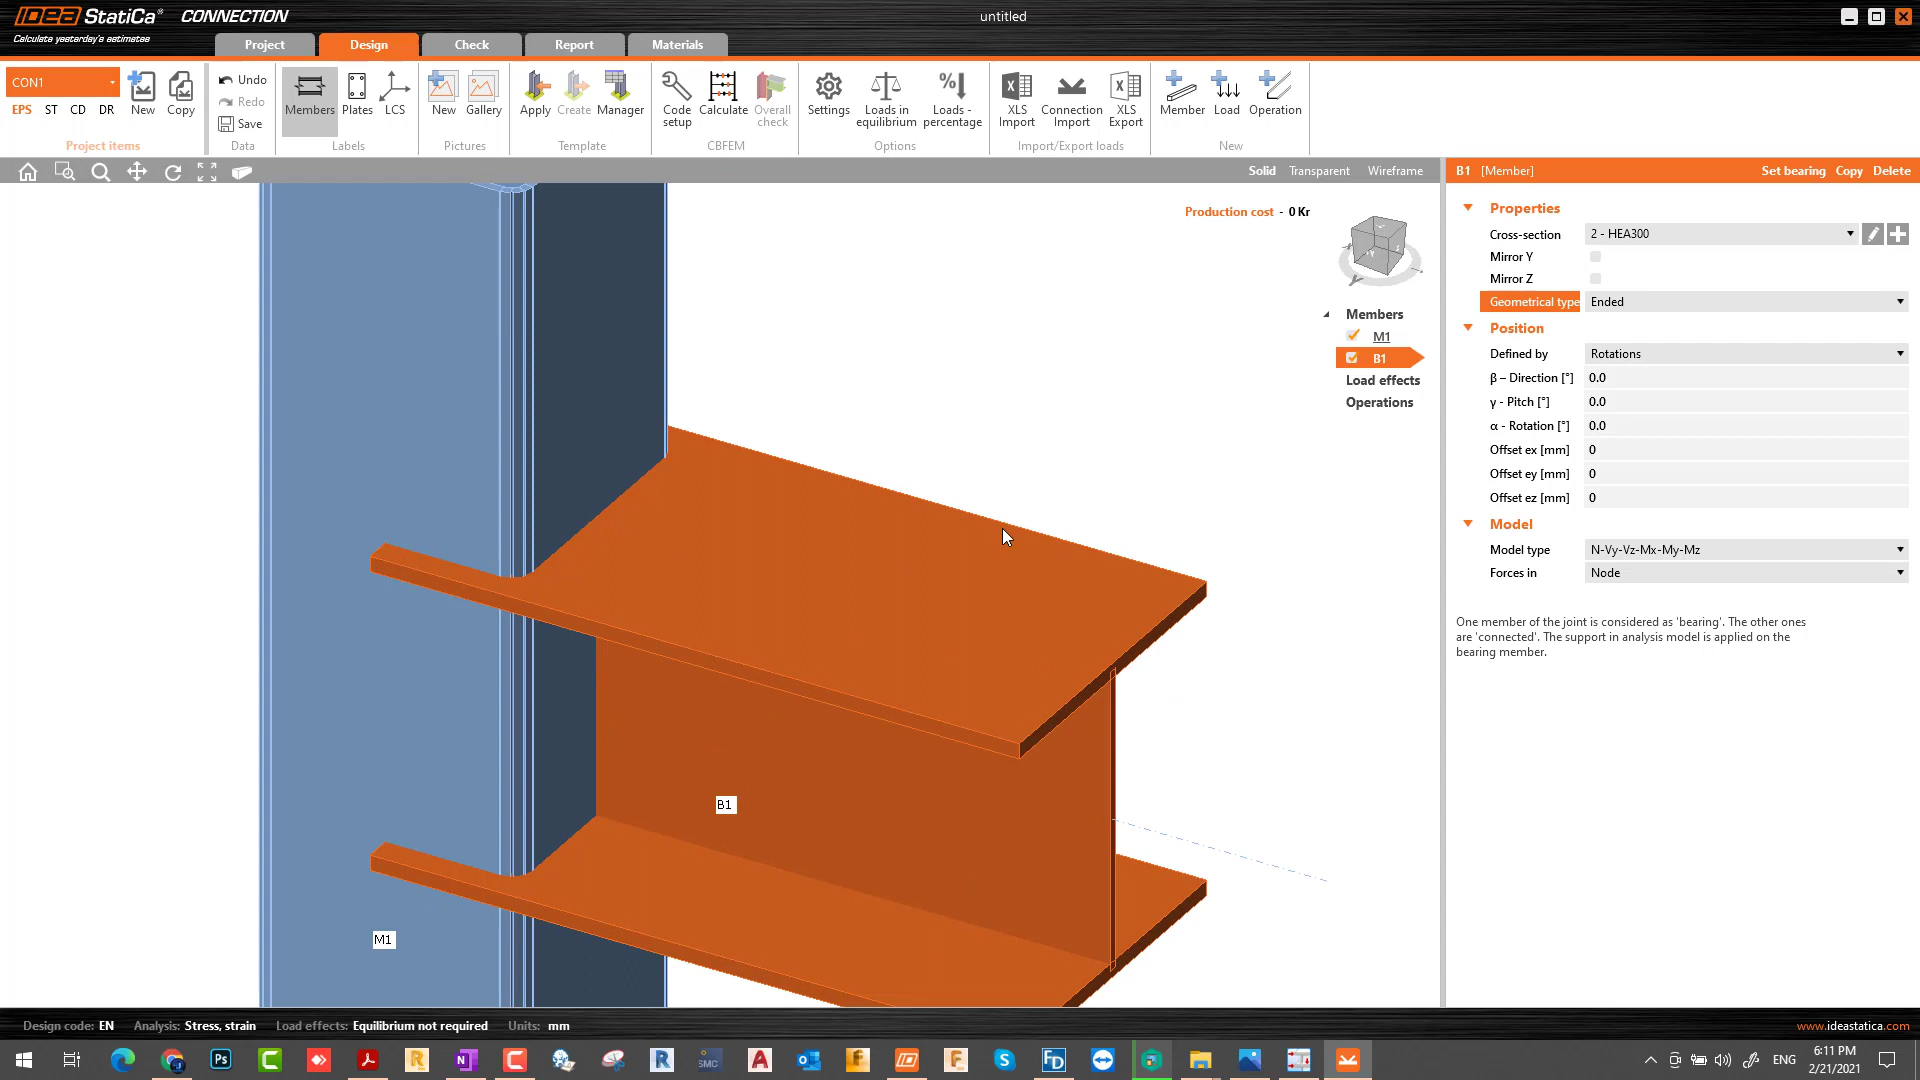 IDEA StatiCa® CONNECTION
Calculate yesterday's estimates
untitled
Project
Design
Check
Report
Materials
CON1
EPS ST CD DR
New
Copy
Project items
Undo
Redo
Save
Data
Members
Plates
LCS
Labels
New
Gallery
Pictures
Apply
Create
Manager
Template
Code setup
Calculate
Overall check
CBFEM
Settings
Loads in equilibrium
Loads - percentage
Options
XLS Import
Connection Import
XLS Export
Import/Export loads
Member
Load
Operation
New
Solid Transparent Wireframe
B1 [Member]
Set bearing Copy Delete
Production cost - 0 Kr
Members
M1
B1
Load effects
Operations
Properties
Cross-section 2 - HEA300
Mirror Y
Mirror Z
Geometrical type Ended
Position
Defined by Rotations
β – Direction [°] 0.0
γ - Pitch [°] 0.0
α - Rotation [°] 0.0
Offset ex [mm] 0
Offset ey [mm] 0
Offset ez [mm] 0
Model
Model type N-Vy-Vz-Mx-My-Mz
Forces in Node
One member of the joint is considered as 'bearing'. The other ones
are 'connected'. The support in analysis model is applied on the
bearing member.
B1
M1
Design code: EN Analysis: Stress, strain Load effects: Equilibrium not required Units: mm
www.ideastatica.com
ENG
6:11 PM
2/21/2021